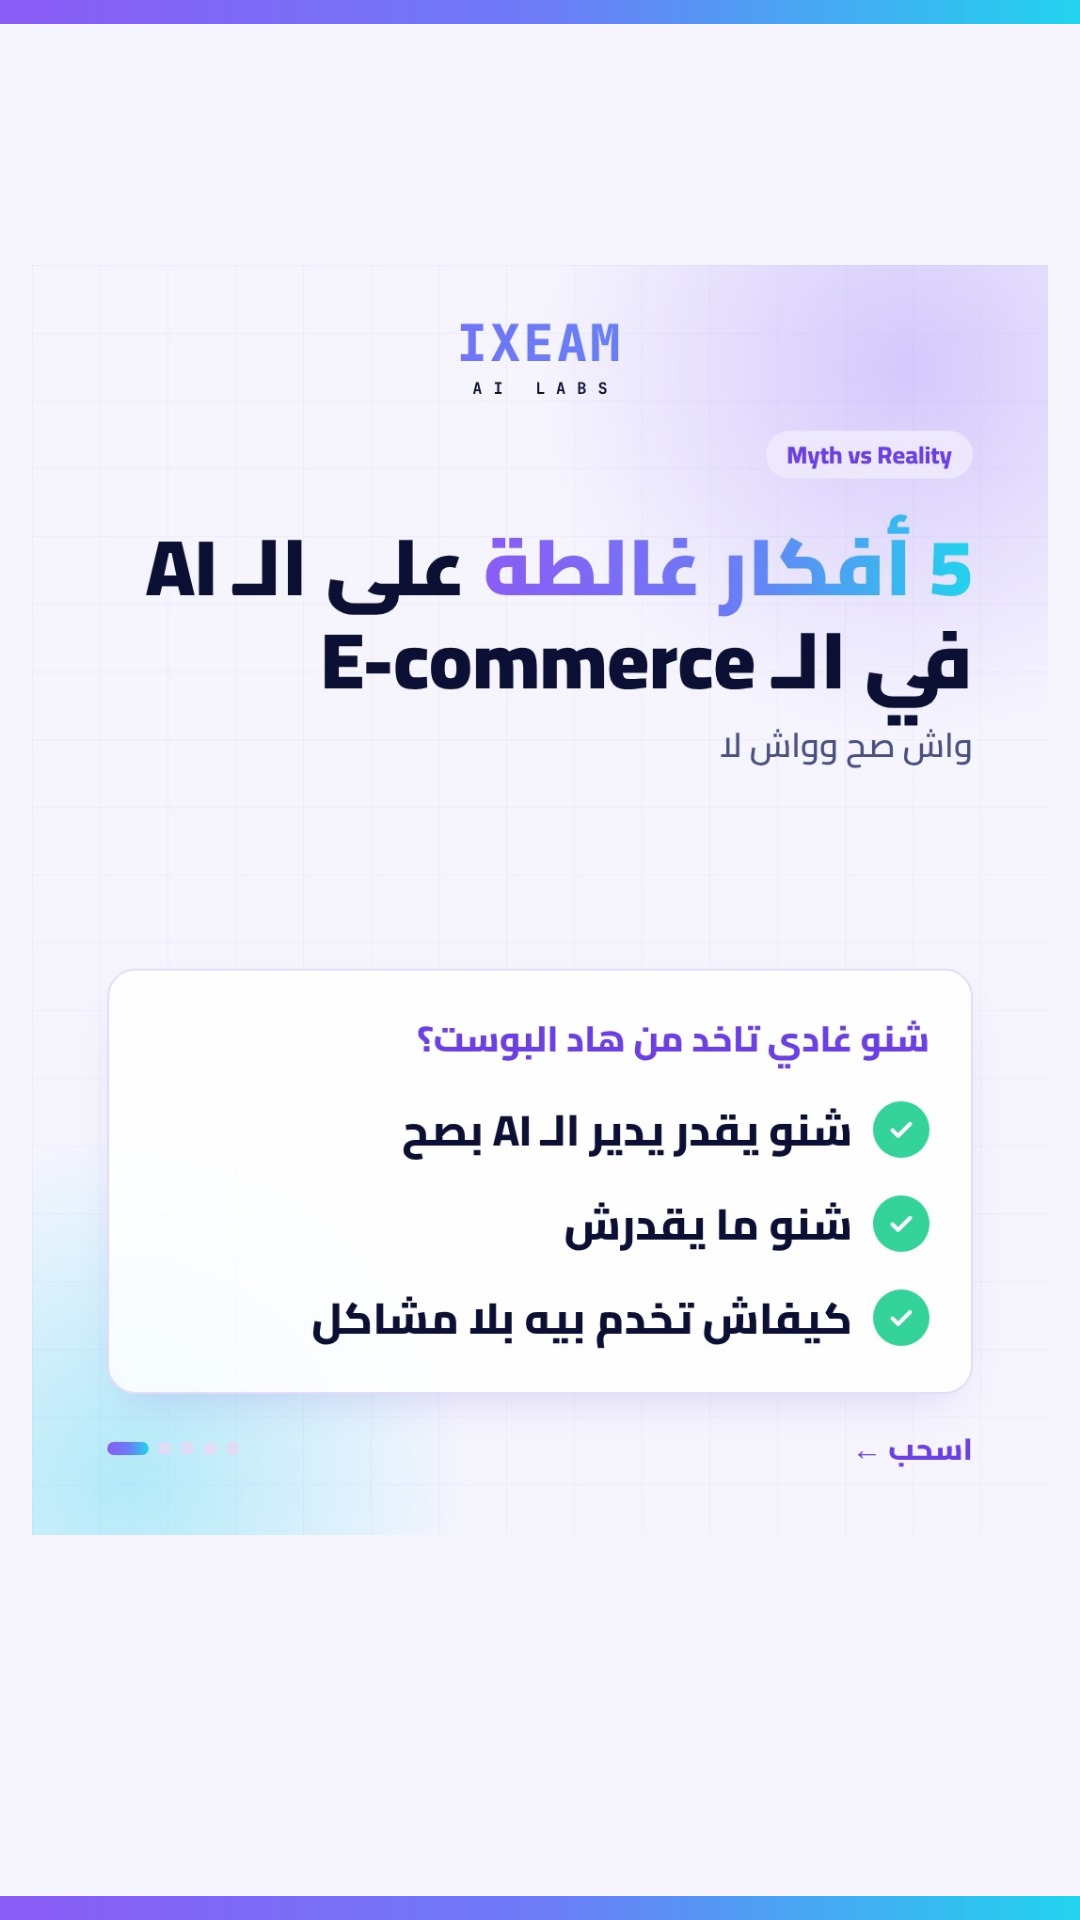 IXEAM
AI LABS
Myth vs Reality
5 أفكار غالطة على الـ AI
في الـ E-commerce
واش صح وواش لا
شنو غادي تاخد من هاد البوست؟
شنو يقدر يدير الـ AI بصح
شنو ما يقدرش
كيفاش تخدم بيه بلا مشاكل
اسحب ←